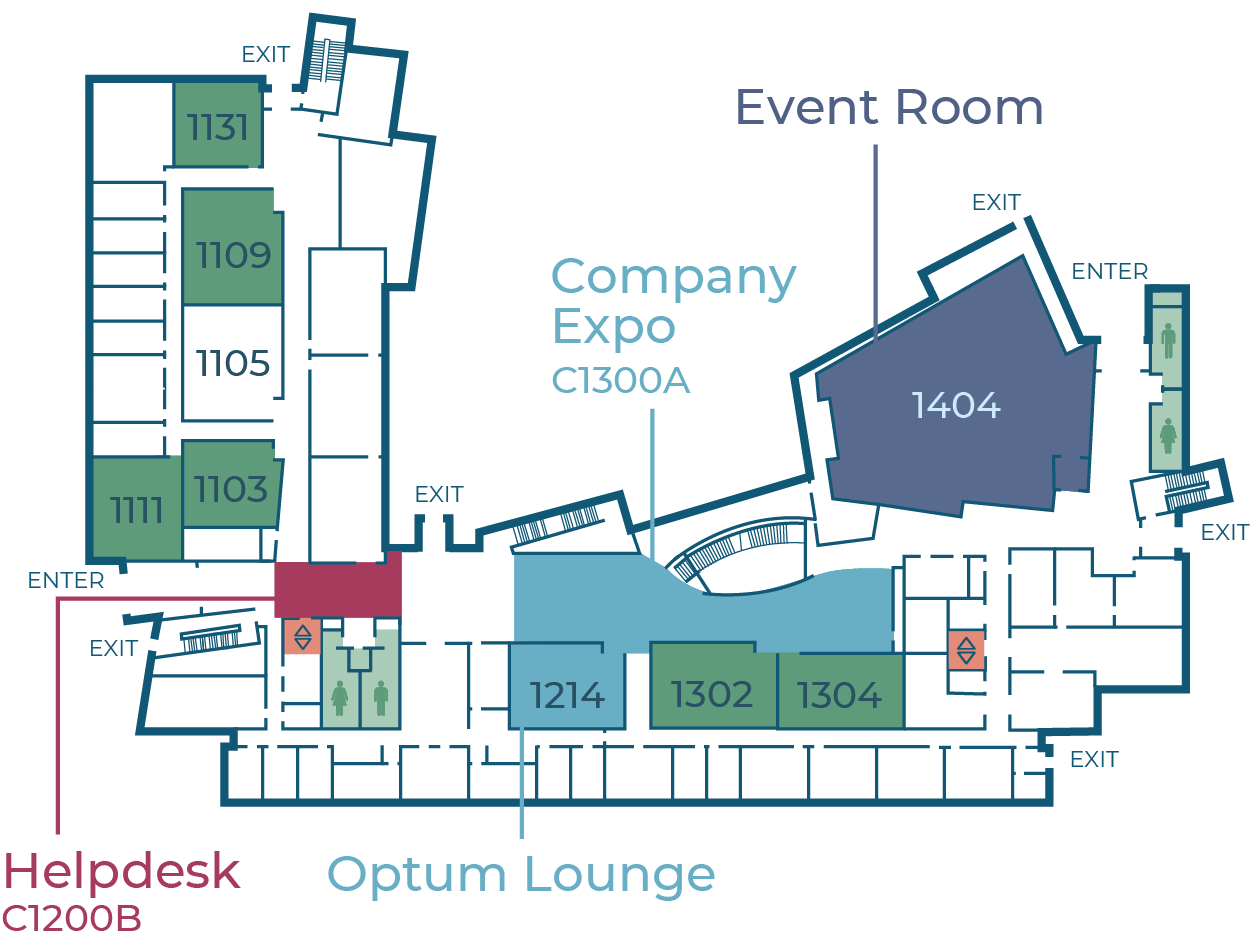 EXIT
1131
Event Room
EXIT
1109
Company
Expo
C1300A
ENTER
1105
1404
1103
1111
EXIT
EXIT
ENTER
EXIT
1214
1302
1304
EXIT
Helpdesk
C1200B
Optum Lounge